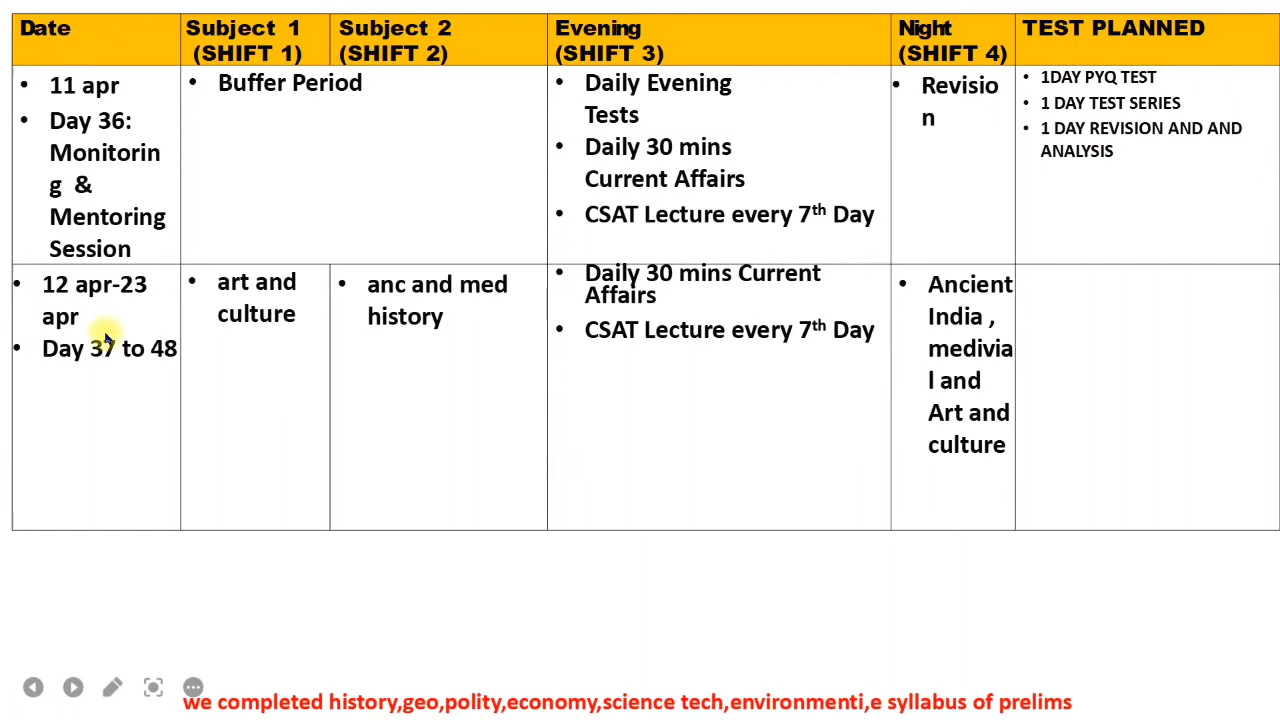 Date
Subject 1
(SHIFT 1)
Subject 2
(SHIFT 2)
Evening
(SHIFT 3)
Night
(SHIFT 4)
TEST PLANNED
• 11 apr
• Day 36:
Monitorin
g &
Mentoring
Session
• Buffer Period
• Daily Evening
Tests
• Daily 30 mins
Current Affairs
• CSAT Lecture every 7th Day
• Revisio
n
• 1DAY PYQ TEST
• 1 DAY TEST SERIES
• 1 DAY REVISION AND AND
ANALYSIS
• 12 apr-23
apr
• Day 37 to 48
• art and
culture
• anc and med
history
• Daily 30 mins Current
Affairs
• CSAT Lecture every 7th Day
• Ancient
India ,
medivia
l and
Art and
culture
we completed history,geo,polity,economy,science tech,environmenti,e syllabus of prelims